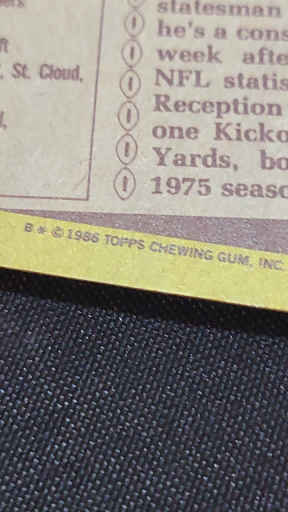 statesman
he's a cons
week afte
NFL statis
Reception
one Kicko
Yards, bo
1975 seaso
ft
, St. Cloud,
B * © 1986 TOPPS CHEWING GUM, INC.